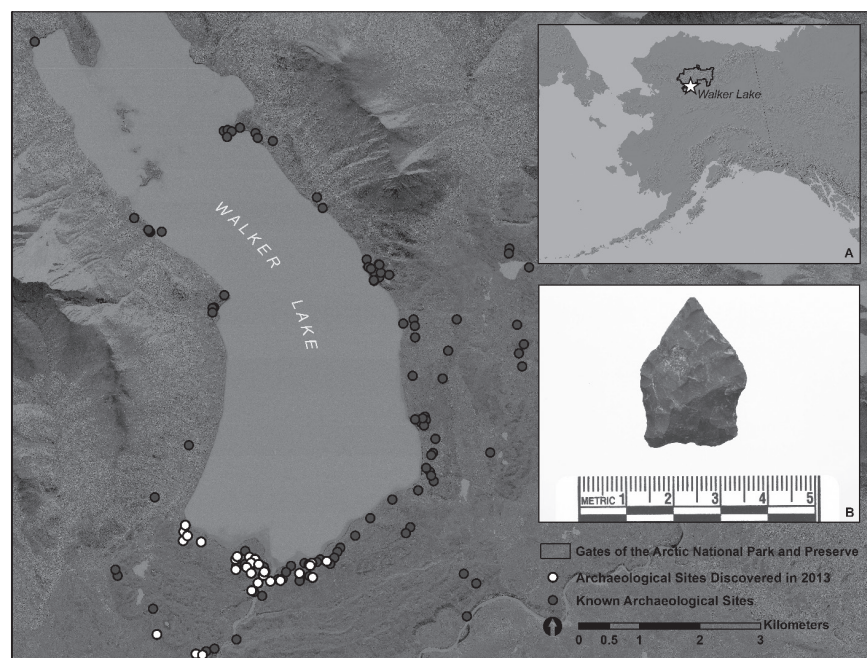 WALKER
LAKE
Walker Lake
A
METRIC 1 2 3 4 5
B
Gates of the Arctic National Park and Preserve
Archaeological Sites Discovered in 2013
Known Archaeological Sites
Kilometers
0 0.5 1 2 3